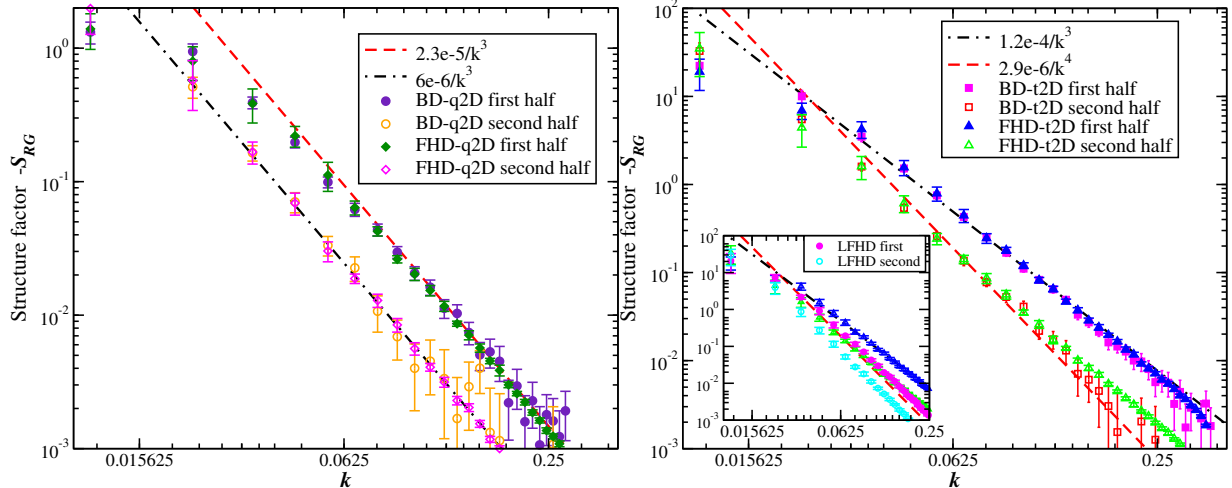 10^0
10^-1
10^-2
10^-3
Structure factor -S_RG
2.3e-5/k^3
6e-6/k^3
BD-q2D first half
BD-q2D second half
FHD-q2D first half
FHD-q2D second half
0.015625
0.0625
0.25
k
10^2
10^1
10^0
10^-1
10^-2
10^-3
Structure factor -S_RG
1.2e-4/k^3
2.9e-6/k^4
BD-t2D first half
BD-t2D second half
FHD-t2D first half
FHD-t2D second half
10^2
10^1
10^0
10^-1
10^-2
10^-3
LFHD first
LFHD second
0.015625
0.0625
0.25
0.015625
0.0625
0.25
k